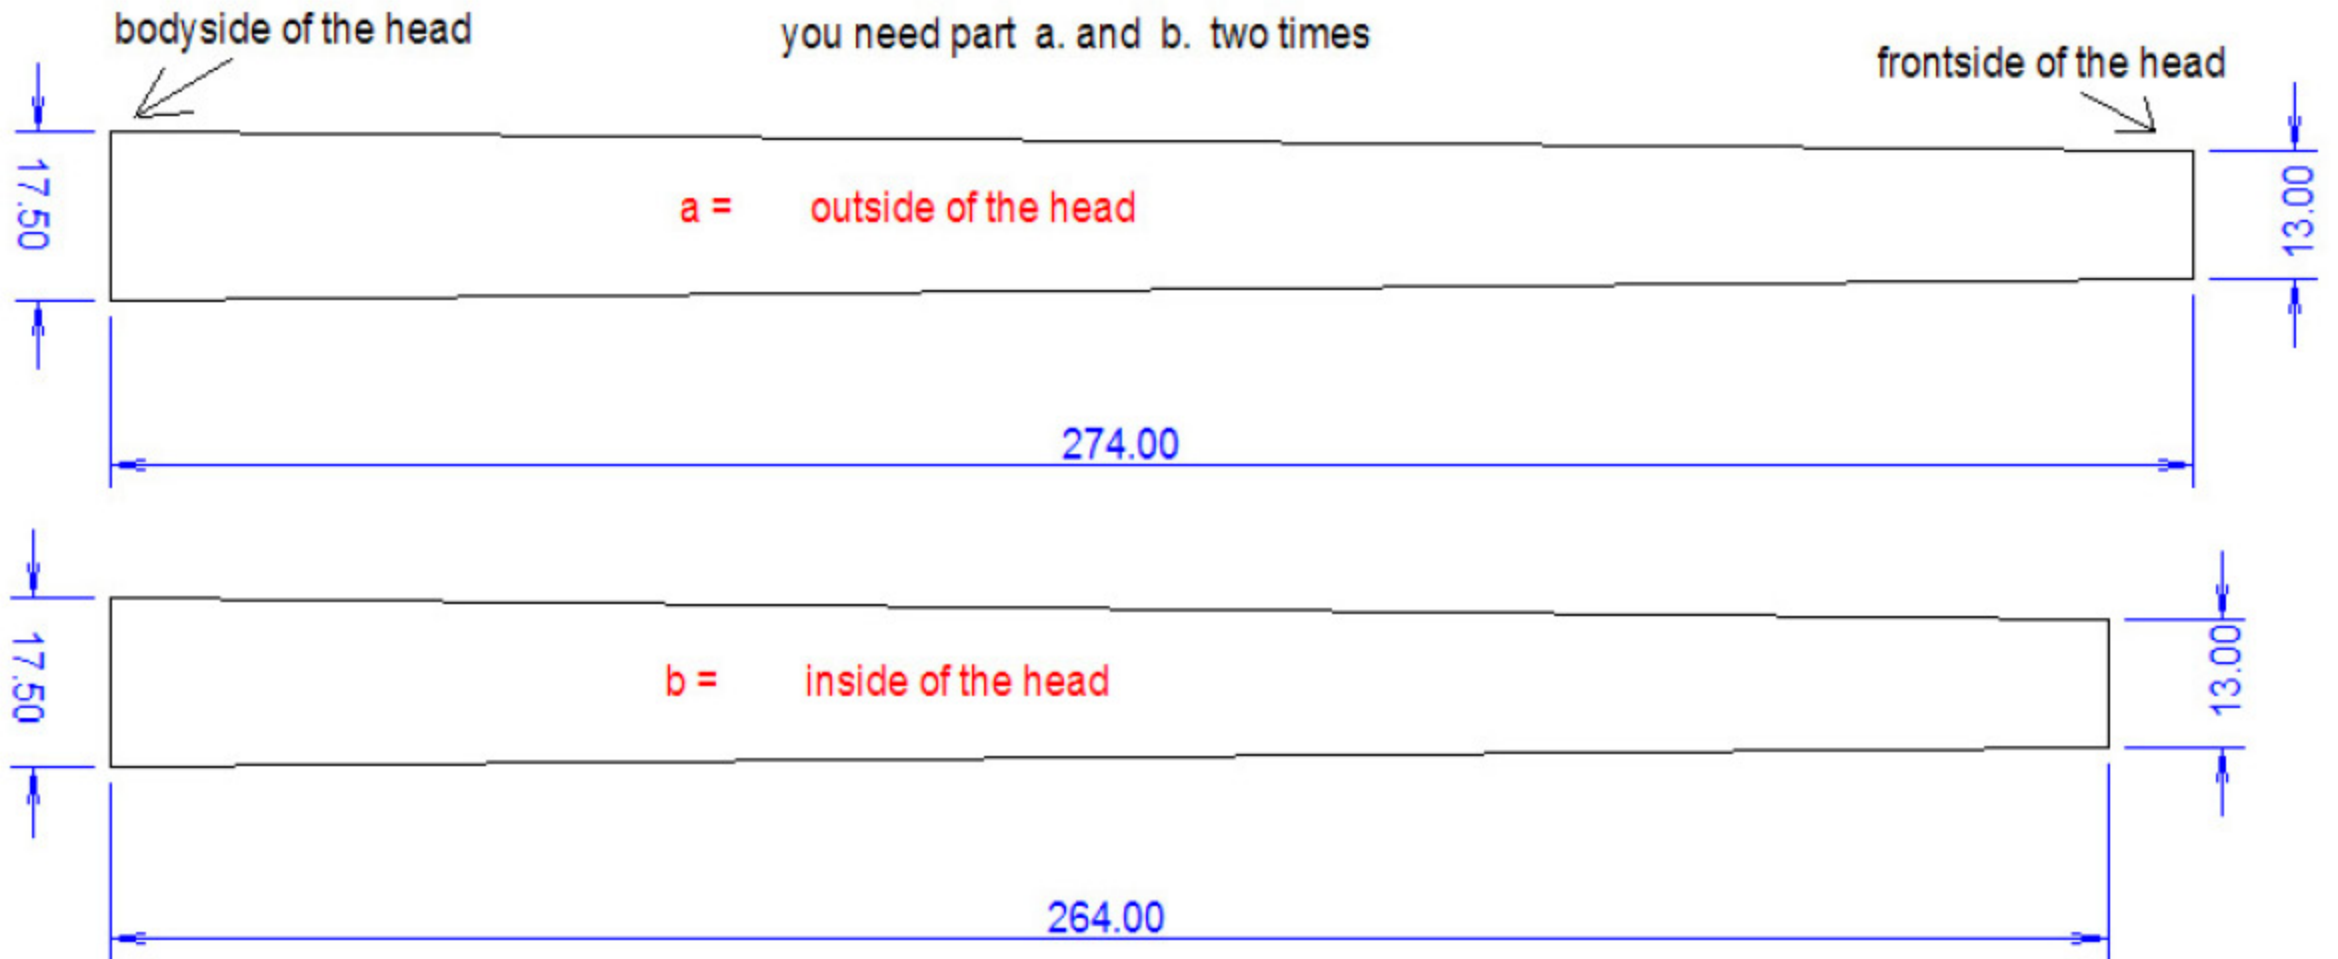 bodyside of the head
you need part a. and b. two times
frontside of the head
17.50
a = outside of the head
13.00
274.00
17.50
b = inside of the head
13.00
264.00